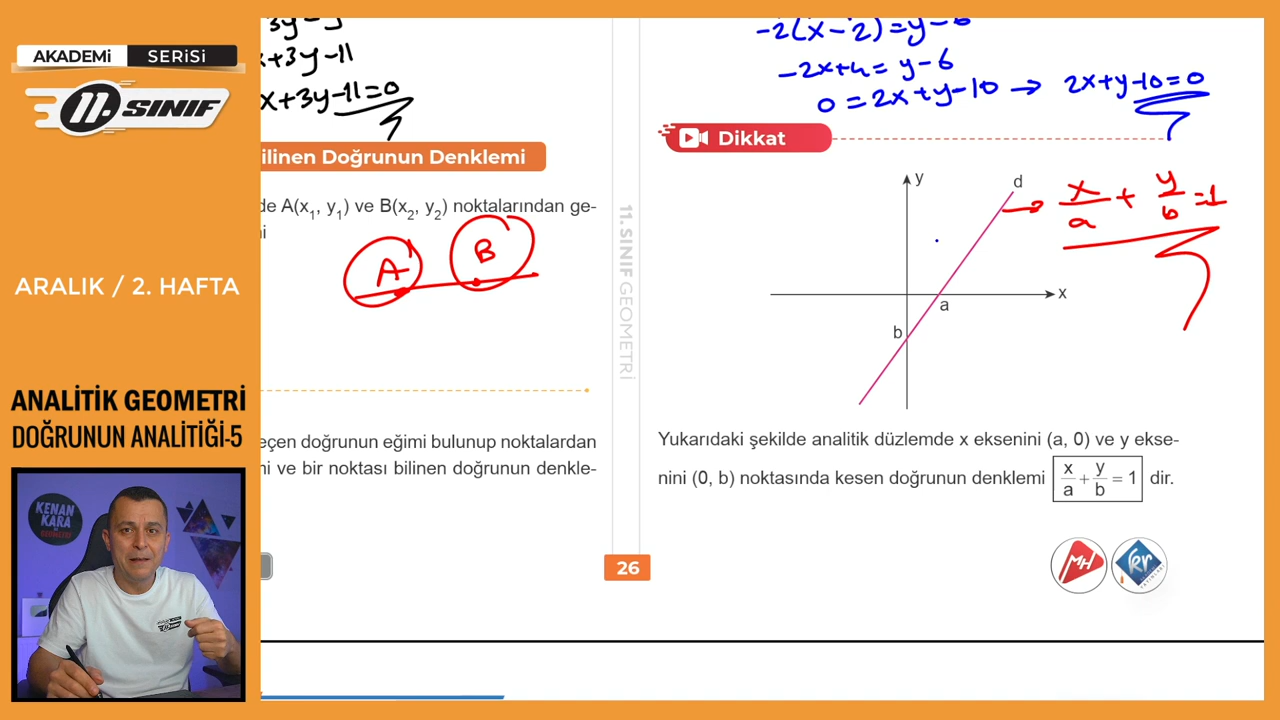 AKADEMİ SERİSİ
11. SINIF
ARALIK / 2. HAFTA
ANALİTİK GEOMETRİ
DOĞRUNUN ANALİTİĞİ-5
KENAN
KARA
x+3y-11
x+3y-11=0
ilinen Doğrunun Denklemi
de A(x₁, y₁) ve B(x₂, y₂) noktalarından ge-
i
A B
eçen doğrunun eğimi bulunup noktalardan
ni ve bir noktası bilinen doğrunun denkle-
11. SINIF GEOMETRİ
26
-2(x-2)=y-6
-2x+4=y-6
0=2x+y-10 → 2x+y-10=0
Dikkat
y
d
x/a + y/b =1
x
a
b
Yukarıdaki şekilde analitik düzlemde x eksenini (a, 0) ve y ekse-
nini (0, b) noktasında kesen doğrunun denklemi x/a + y/b = 1 dir.
MH